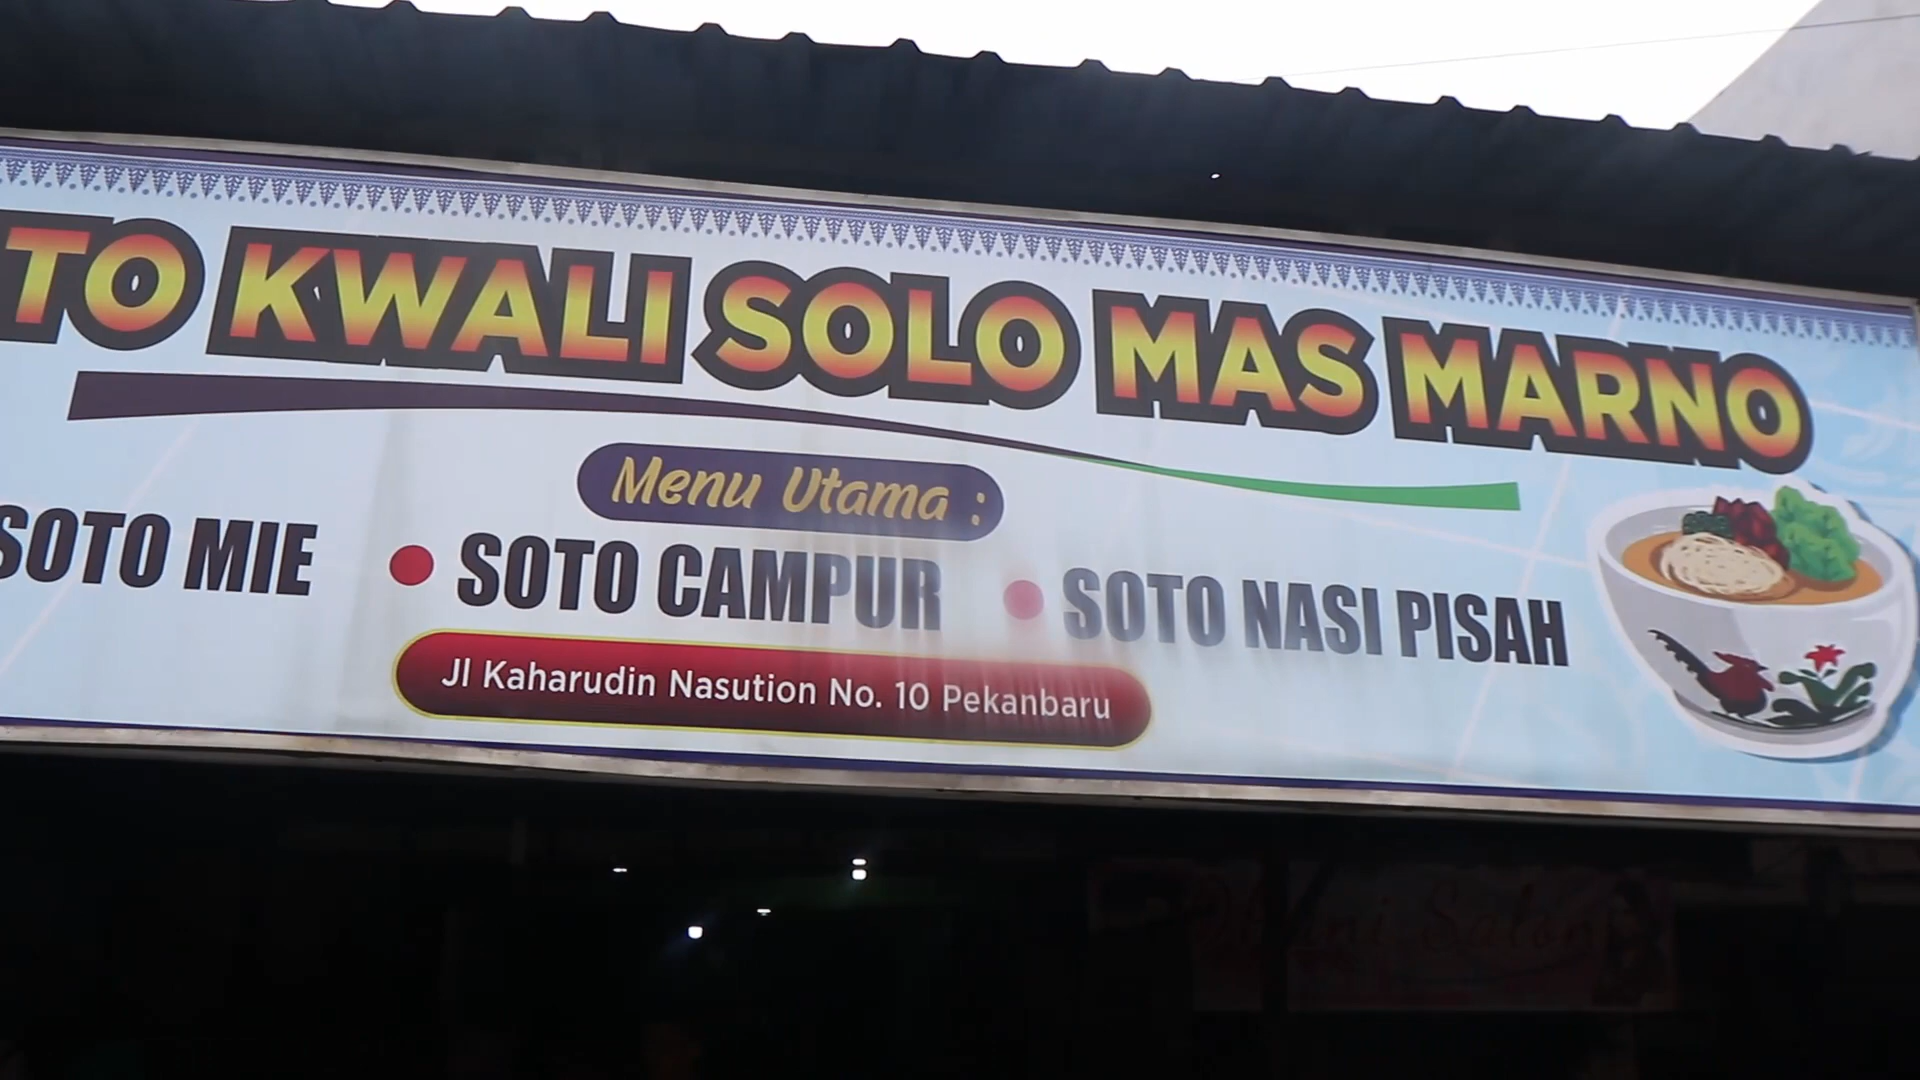 TO KWALI SOLO MAS MARNO
Menu Utama :
SOTO MIE • SOTO CAMPUR • SOTO NASI PISAH
Jl Kaharudin Nasution No. 10 Pekanbaru
Salon